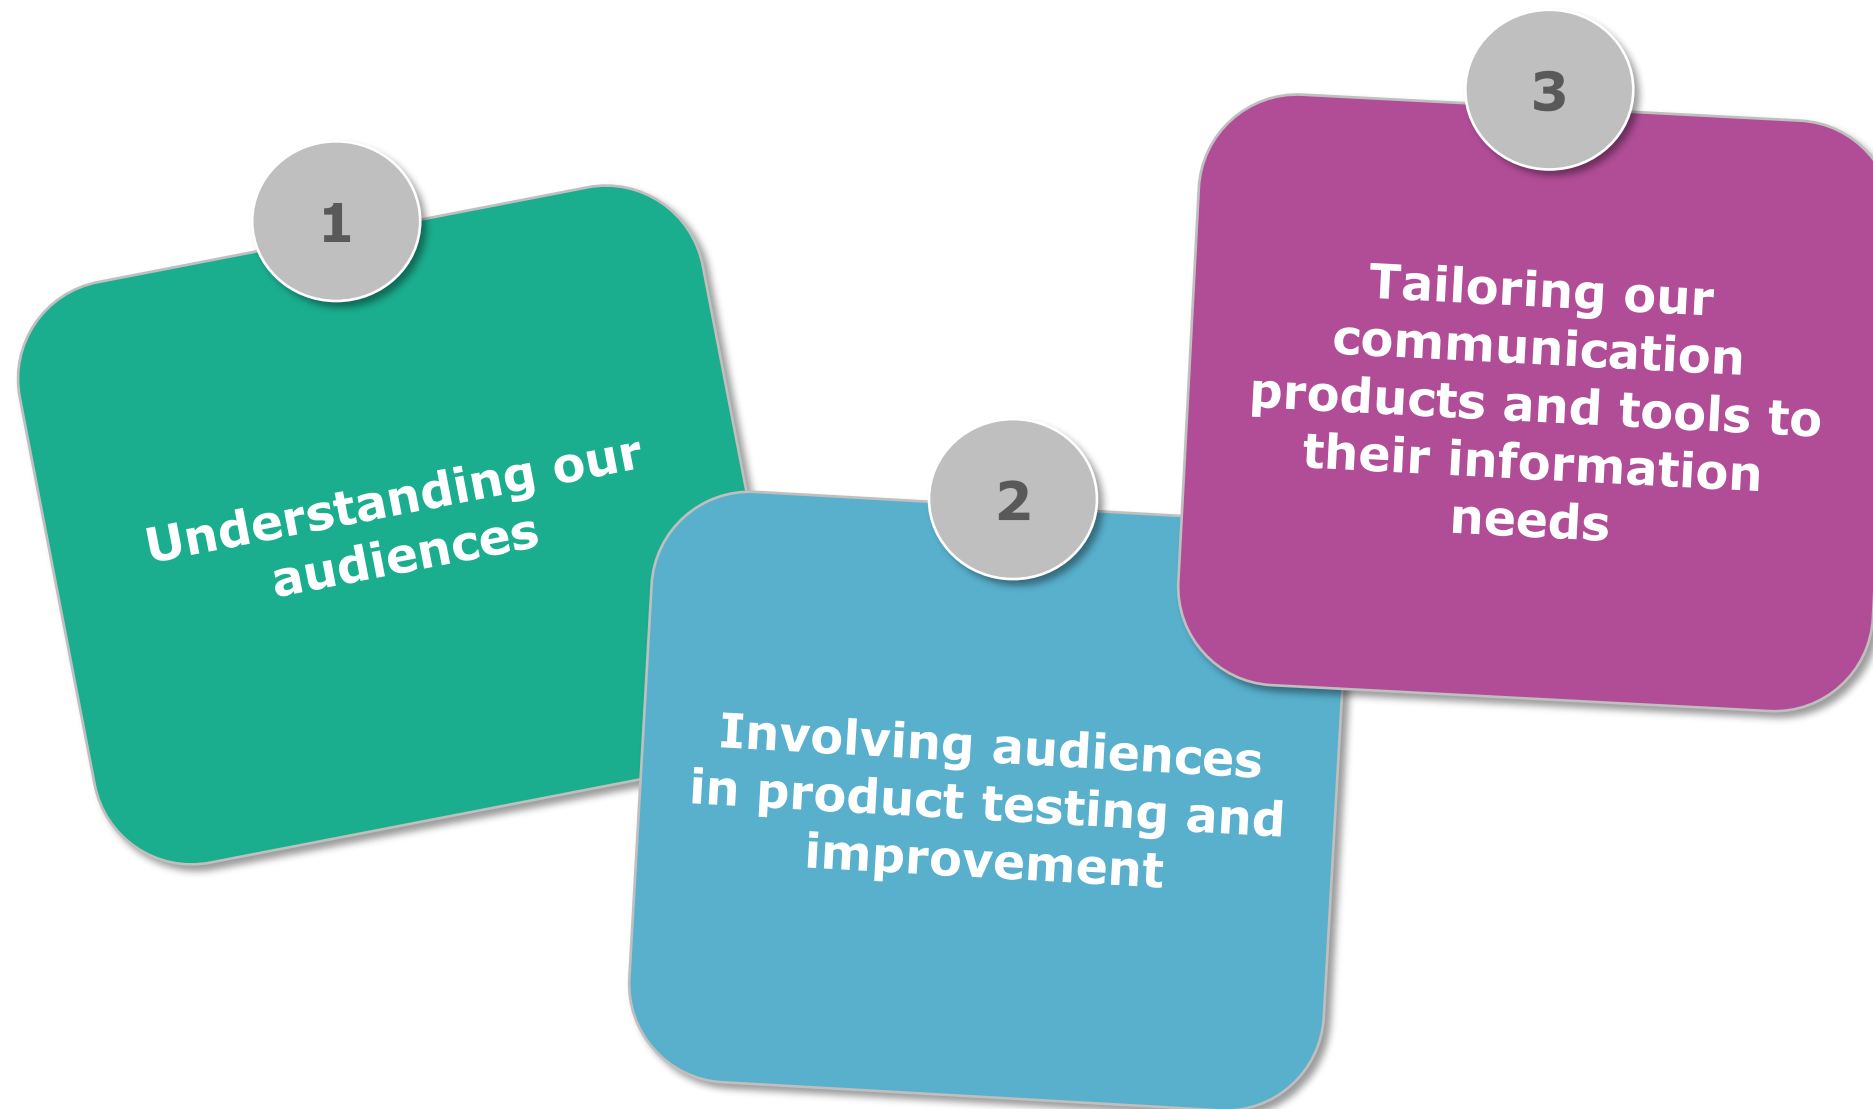 1
Understanding our
audiences
2
Involving audiences
in product testing and
improvement
3
Tailoring our
communication
products and tools to
their information
needs